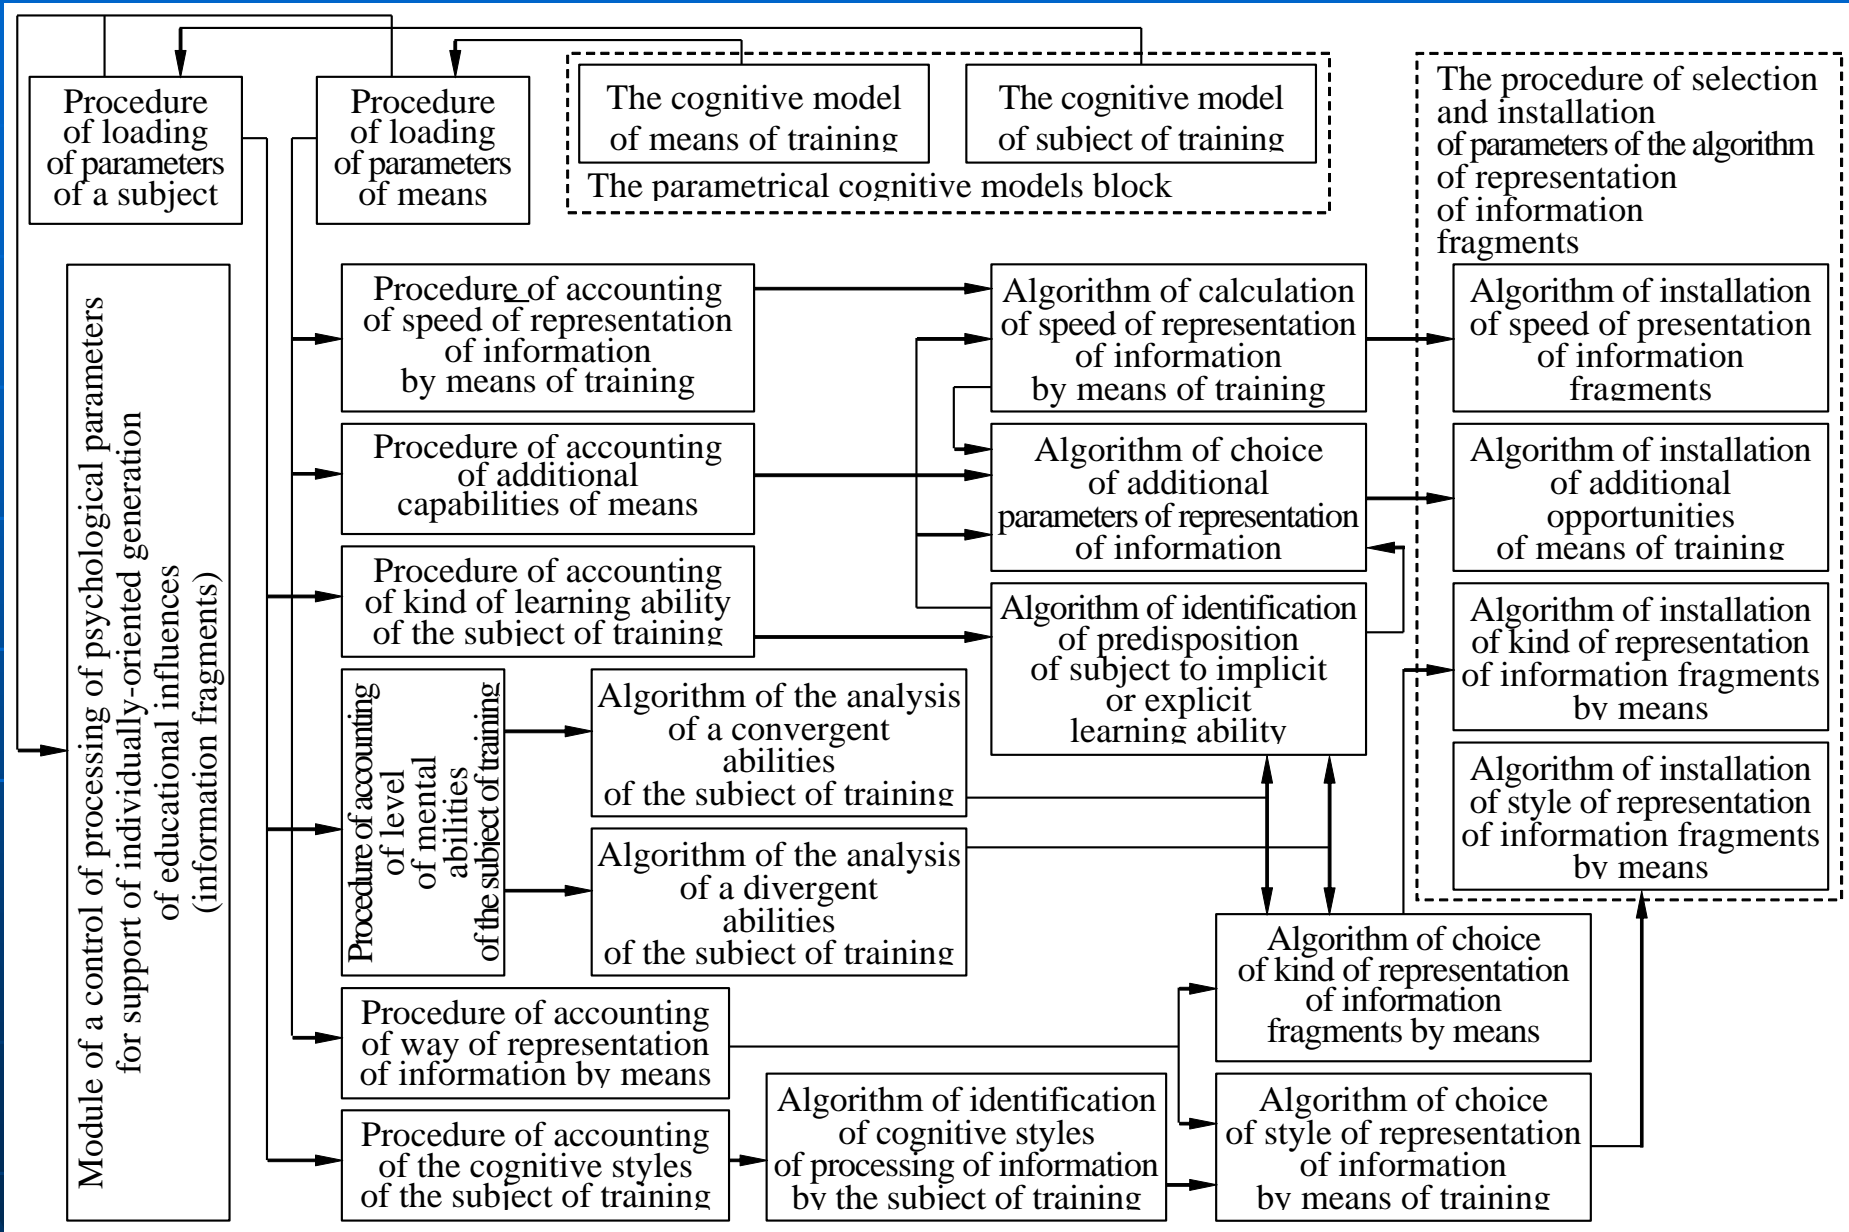 Procedure
of loading
of parameters
of a subject
Procedure
of loading
of parameters
of means
The cognitive model
of means of training
The cognitive model
of subject of training
The parametrical cognitive models block
The procedure of selection
and installation
of parameters of the algorithm
of representation
of information
fragments
Module of a control of processing of psychological parameters
for support of individually-oriented generation
of educational influences
(information fragments)
Procedure of accounting
of speed of representation
of information
by means of training
Algorithm of calculation
of speed of representation
of information
by means of training
Algorithm of installation
of speed of presentation
of information
fragments
Procedure of accounting
of additional
capabilities of means
Algorithm of choice
of additional
parameters of representation
of information
Algorithm of installation
of additional
opportunities
of means of training
Procedure of accounting
of kind of learning ability
of the subject of training
Algorithm of identification
of predisposition
of subject to implicit
or explicit
learning ability
Algorithm of installation
of kind of representation
of information fragments
by means
Procedure of accounting
of level
of mental
abilities
of the subject of training
Algorithm of the analysis
of a convergent
abilities
of the subject of training
Algorithm of the analysis
of a divergent
abilities
of the subject of training
Algorithm of installation
of style of representation
of information fragments
by means
Algorithm of choice
of kind of representation
of information
fragments by means
Procedure of accounting
of way of representation
of information by means
Procedure of accounting
of the cognitive styles
of the subject of training
Algorithm of identification
of cognitive styles
of processing of information
by the subject of training
Algorithm of choice
of style of representation
of information
by means of training